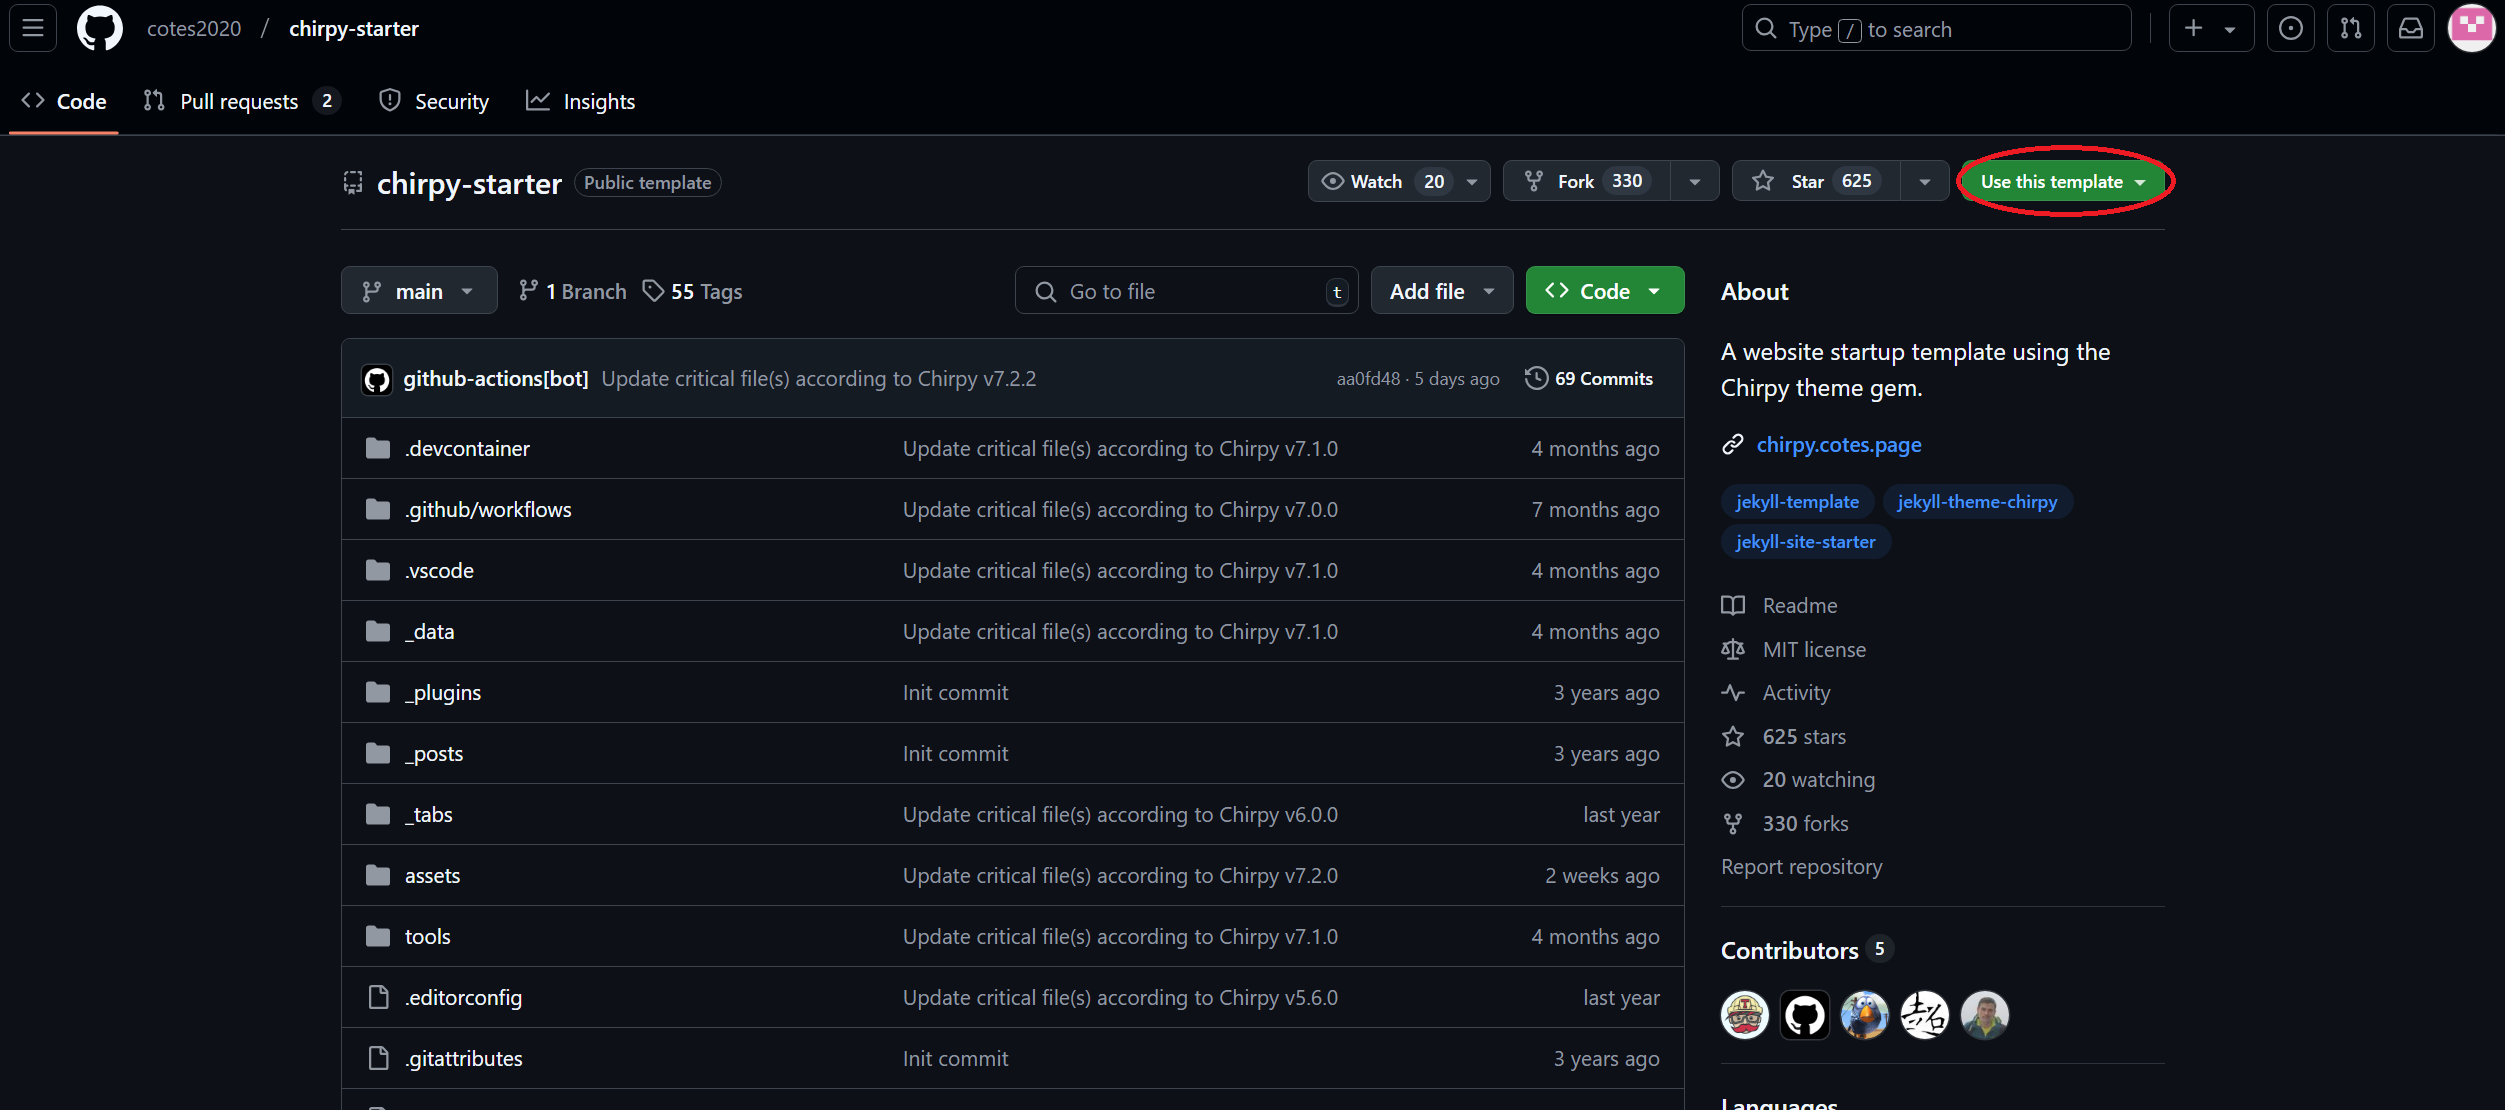 cotes2020 / chirpy-starter
Type / to search
Code
Pull requests 2
Security
Insights
chirpy-starter Public template
Watch 20
Fork 330
Star 625
Use this template
main
1 Branch
55 Tags
Go to file t
Add file
Code
github-actions[bot] Update critical file(s) according to Chirpy v7.2.2 aa0fd48 · 5 days ago 69 Commits
.devcontainer Update critical file(s) according to Chirpy v7.1.0 4 months ago
.github/workflows Update critical file(s) according to Chirpy v7.0.0 7 months ago
.vscode Update critical file(s) according to Chirpy v7.1.0 4 months ago
_data Update critical file(s) according to Chirpy v7.1.0 4 months ago
_plugins Init commit 3 years ago
_posts Init commit 3 years ago
_tabs Update critical file(s) according to Chirpy v6.0.0 last year
assets Update critical file(s) according to Chirpy v7.2.0 2 weeks ago
tools Update critical file(s) according to Chirpy v7.1.0 4 months ago
.editorconfig Update critical file(s) according to Chirpy v5.6.0 last year
.gitattributes Init commit 3 years ago
About
A website startup template using the
Chirpy theme gem.
chirpy.cotes.page
jekyll-template jekyll-theme-chirpy
jekyll-site-starter
Readme
MIT license
Activity
625 stars
20 watching
330 forks
Report repository
Contributors 5
Languages